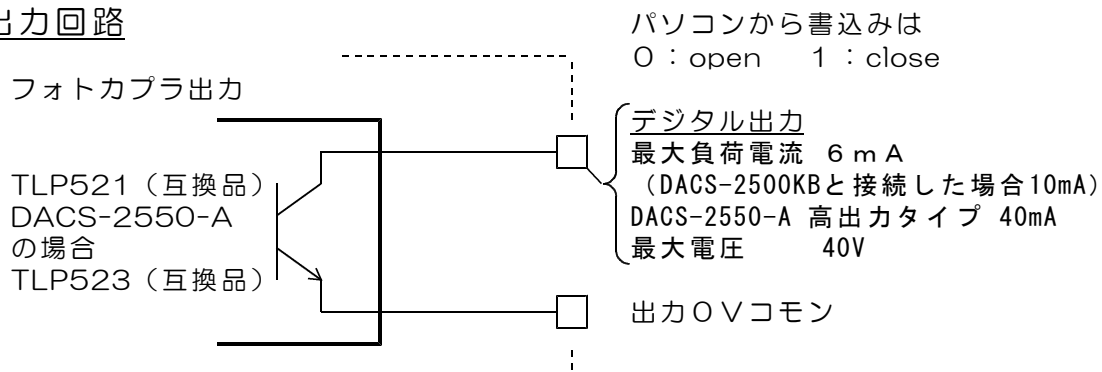 出力回路
パソコンから書込みは
0：open　1：close
フォトカプラ出力
デジタル出力
最大負荷電流　６ｍＡ
（DACS-2500KBと接続した場合10mA）
DACS-2550-A 高出力タイプ 40mA
最大電圧　　40V
TLP521（互換品）
DACS-2550-A
の場合
TLP523（互換品）
出力０Ｖコモン